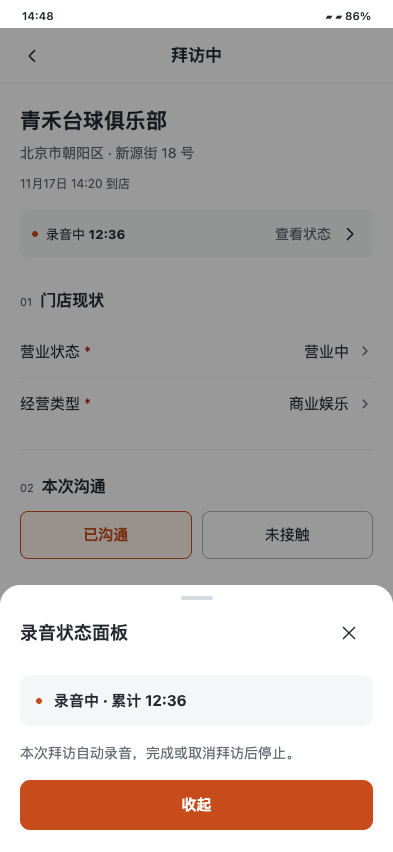 14:48
86%
拜访中
青禾台球俱乐部
北京市朝阳区 · 新源街 18 号
11月17日 14:20 到店
录音中 12:36
查看状态
01 门店现状
营业状态 *
营业中
经营类型 *
商业娱乐
02 本次沟通
已沟通
未接触
录音状态面板
录音中 · 累计 12:36
本次拜访自动录音，完成或取消拜访后停止。
收起